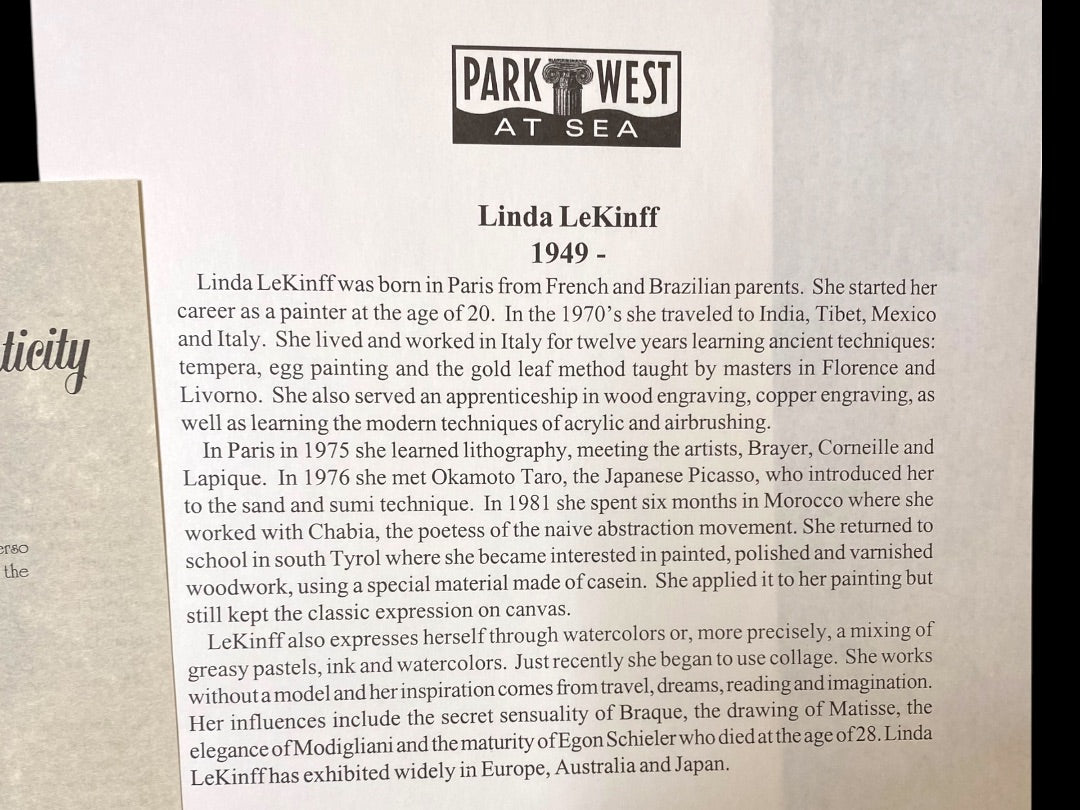 PARK WEST
AT SEA
Linda LeKinff
1949 -
Linda LeKinff was born in Paris from French and Brazilian parents. She started her
career as a painter at the age of 20. In the 1970's she traveled to India, Tibet, Mexico
and Italy. She lived and worked in Italy for twelve years learning ancient techniques:
tempera, egg painting and the gold leaf method taught by masters in Florence and
Livorno. She also served an apprenticeship in wood engraving, copper engraving, as
well as learning the modern techniques of acrylic and airbrushing.
In Paris in 1975 she learned lithography, meeting the artists, Brayer, Corneille and
Lapique. In 1976 she met Okamoto Taro, the Japanese Picasso, who introduced her
to the sand and sumi technique. In 1981 she spent six months in Morocco where she
worked with Chabia, the poetess of the naive abstraction movement. She returned to
school in south Tyrol where she became interested in painted, polished and varnished
woodwork, using a special material made of casein. She applied it to her painting but
still kept the classic expression on canvas.
LeKinff also expresses herself through watercolors or, more precisely, a mixing of
greasy pastels, ink and watercolors. Just recently she began to use collage. She works
without a model and her inspiration comes from travel, dreams, reading and imagination.
Her influences include the secret sensuality of Braque, the drawing of Matisse, the
elegance of Modigliani and the maturity of Egon Schieler who died at the age of 28. Linda
LeKinff has exhibited widely in Europe, Australia and Japan.
ticity
erso
the